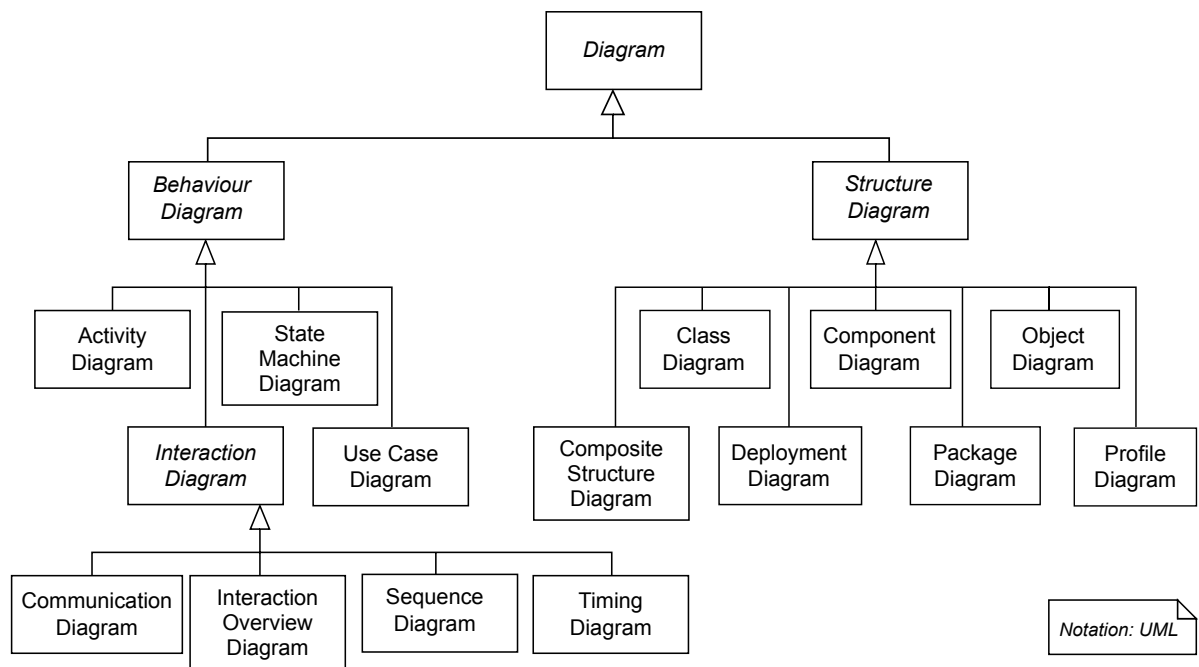 Diagram
Behaviour
Diagram
Structure
Diagram
Activity
Diagram
State
Machine
Diagram
Class
Diagram
Component
Diagram
Object
Diagram
Interaction
Diagram
Use Case
Diagram
Composite
Structure
Diagram
Deployment
Diagram
Package
Diagram
Profile
Diagram
Communication
Diagram
Interaction
Overview
Diagram
Sequence
Diagram
Timing
Diagram
Notation: UML